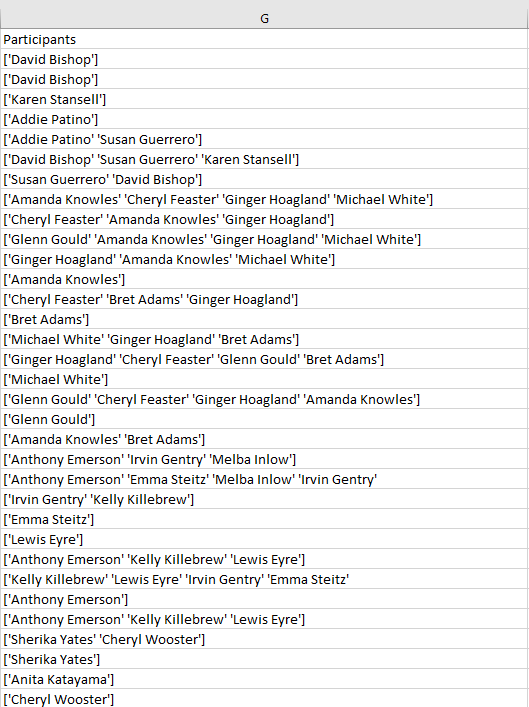 G
Participants
['David Bishop']
['David Bishop']
['Karen Stansell']
['Addie Patino']
['Addie Patino' 'Susan Guerrero']
['David Bishop' 'Susan Guerrero' 'Karen Stansell']
['Susan Guerrero' 'David Bishop']
['Amanda Knowles' 'Cheryl Feaster' 'Ginger Hoagland' 'Michael White']
['Cheryl Feaster' 'Amanda Knowles' 'Ginger Hoagland']
['Glenn Gould' 'Amanda Knowles' 'Ginger Hoagland' 'Michael White']
['Ginger Hoagland' 'Amanda Knowles' 'Michael White']
['Amanda Knowles']
['Cheryl Feaster' 'Bret Adams' 'Ginger Hoagland']
['Bret Adams']
['Michael White' 'Ginger Hoagland' 'Bret Adams']
['Ginger Hoagland' 'Cheryl Feaster' 'Glenn Gould' 'Bret Adams']
['Michael White']
['Glenn Gould' 'Cheryl Feaster' 'Ginger Hoagland' 'Amanda Knowles']
['Glenn Gould']
['Amanda Knowles' 'Bret Adams']
['Anthony Emerson' 'Irvin Gentry' 'Melba Inlow']
['Anthony Emerson' 'Emma Steitz' 'Melba Inlow' 'Irvin Gentry'
['Irvin Gentry' 'Kelly Killebrew']
['Emma Steitz']
['Lewis Eyre']
['Anthony Emerson' 'Kelly Killebrew' 'Lewis Eyre']
['Kelly Killebrew' 'Lewis Eyre' 'Irvin Gentry' 'Emma Steitz'
['Anthony Emerson']
['Anthony Emerson' 'Kelly Killebrew' 'Lewis Eyre']
['Sherika Yates' 'Cheryl Wooster']
['Sherika Yates']
['Anita Katayama']
['Cheryl Wooster']